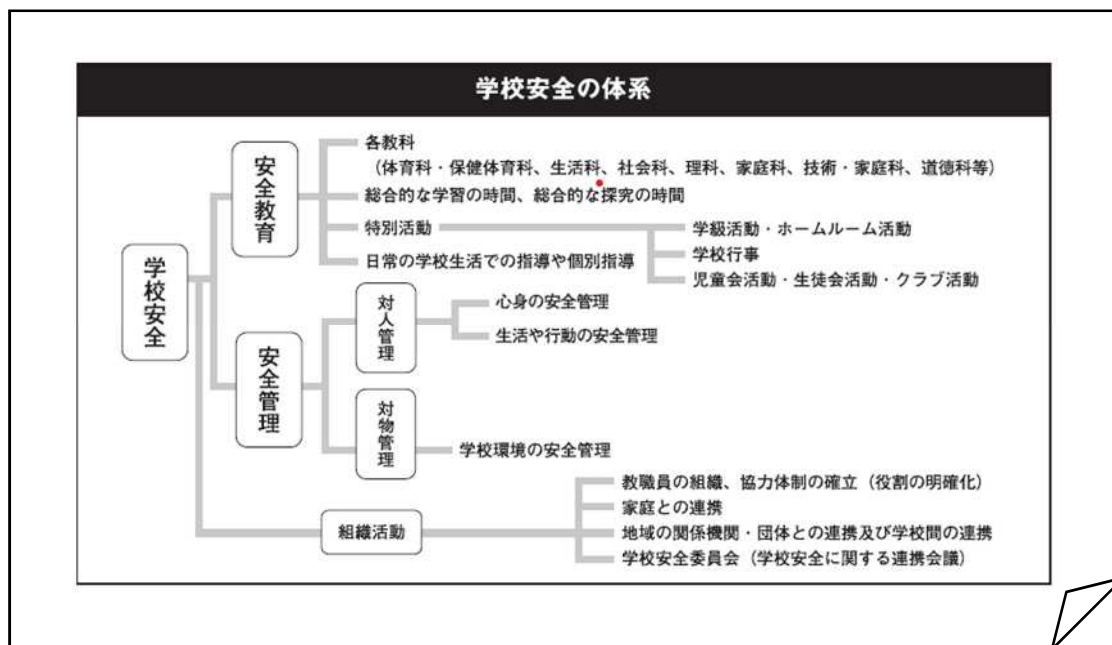 学校安全の体系
学校安全
安全教育
各教科
(体育科・保健体育科、生活科、社会科、理科、家庭科、技術・家庭科、道徳科等)
総合的な学習の時間、総合的な探究の時間
特別活動
学級活動・ホームルーム活動
学校行事
児童会活動・生徒会活動・クラブ活動
日常の学校生活での指導や個別指導
安全管理
対人管理
心身の安全管理
生活や行動の安全管理
対物管理
学校環境の安全管理
組織活動
教職員の組織、協力体制の確立(役割の明確化)
家庭との連携
地域の関係機関・団体との連携及び学校間の連携
学校安全委員会(学校安全に関する連携会議)